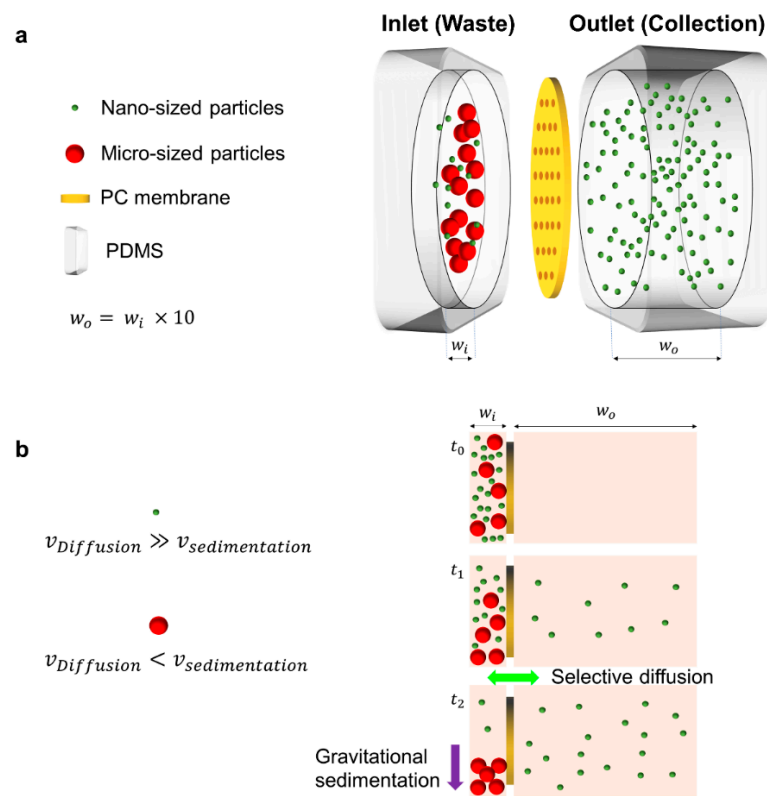 a
Inlet (Waste)
Outlet (Collection)
Nano-sized particles
Micro-sized particles
PC membrane
PDMS
w_o = w_i × 10
w_i
w_o
b
w_i
w_o
t_0
v_Diffusion ≫ v_sedimentation
t_1
v_Diffusion < v_sedimentation
Selective diffusion
t_2
Gravitational
sedimentation